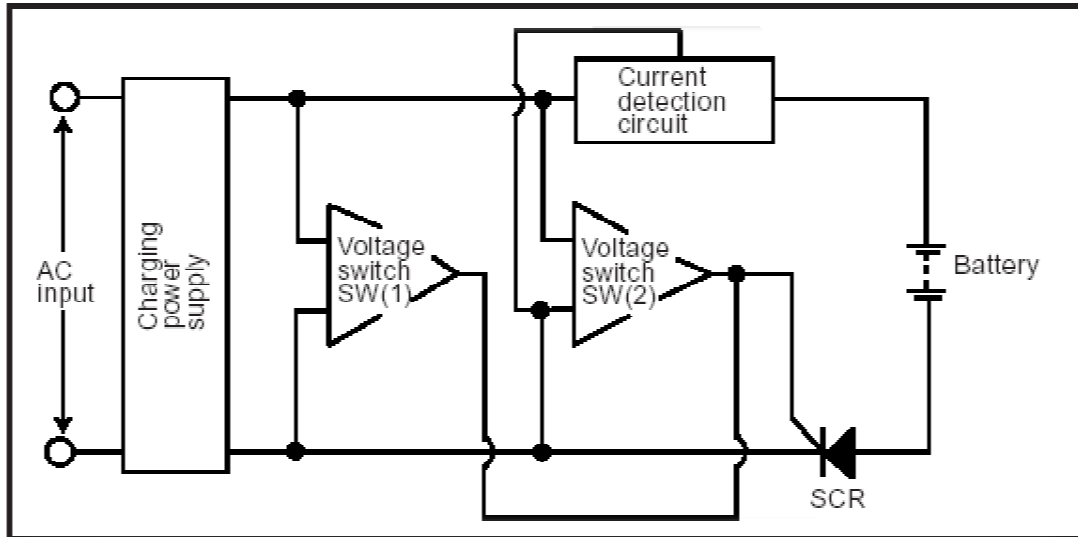 Current
detection
circuit
AC
input
Charging
power
supply
Voltage
switch
SW(1)
Voltage
switch
SW(2)
Battery
SCR